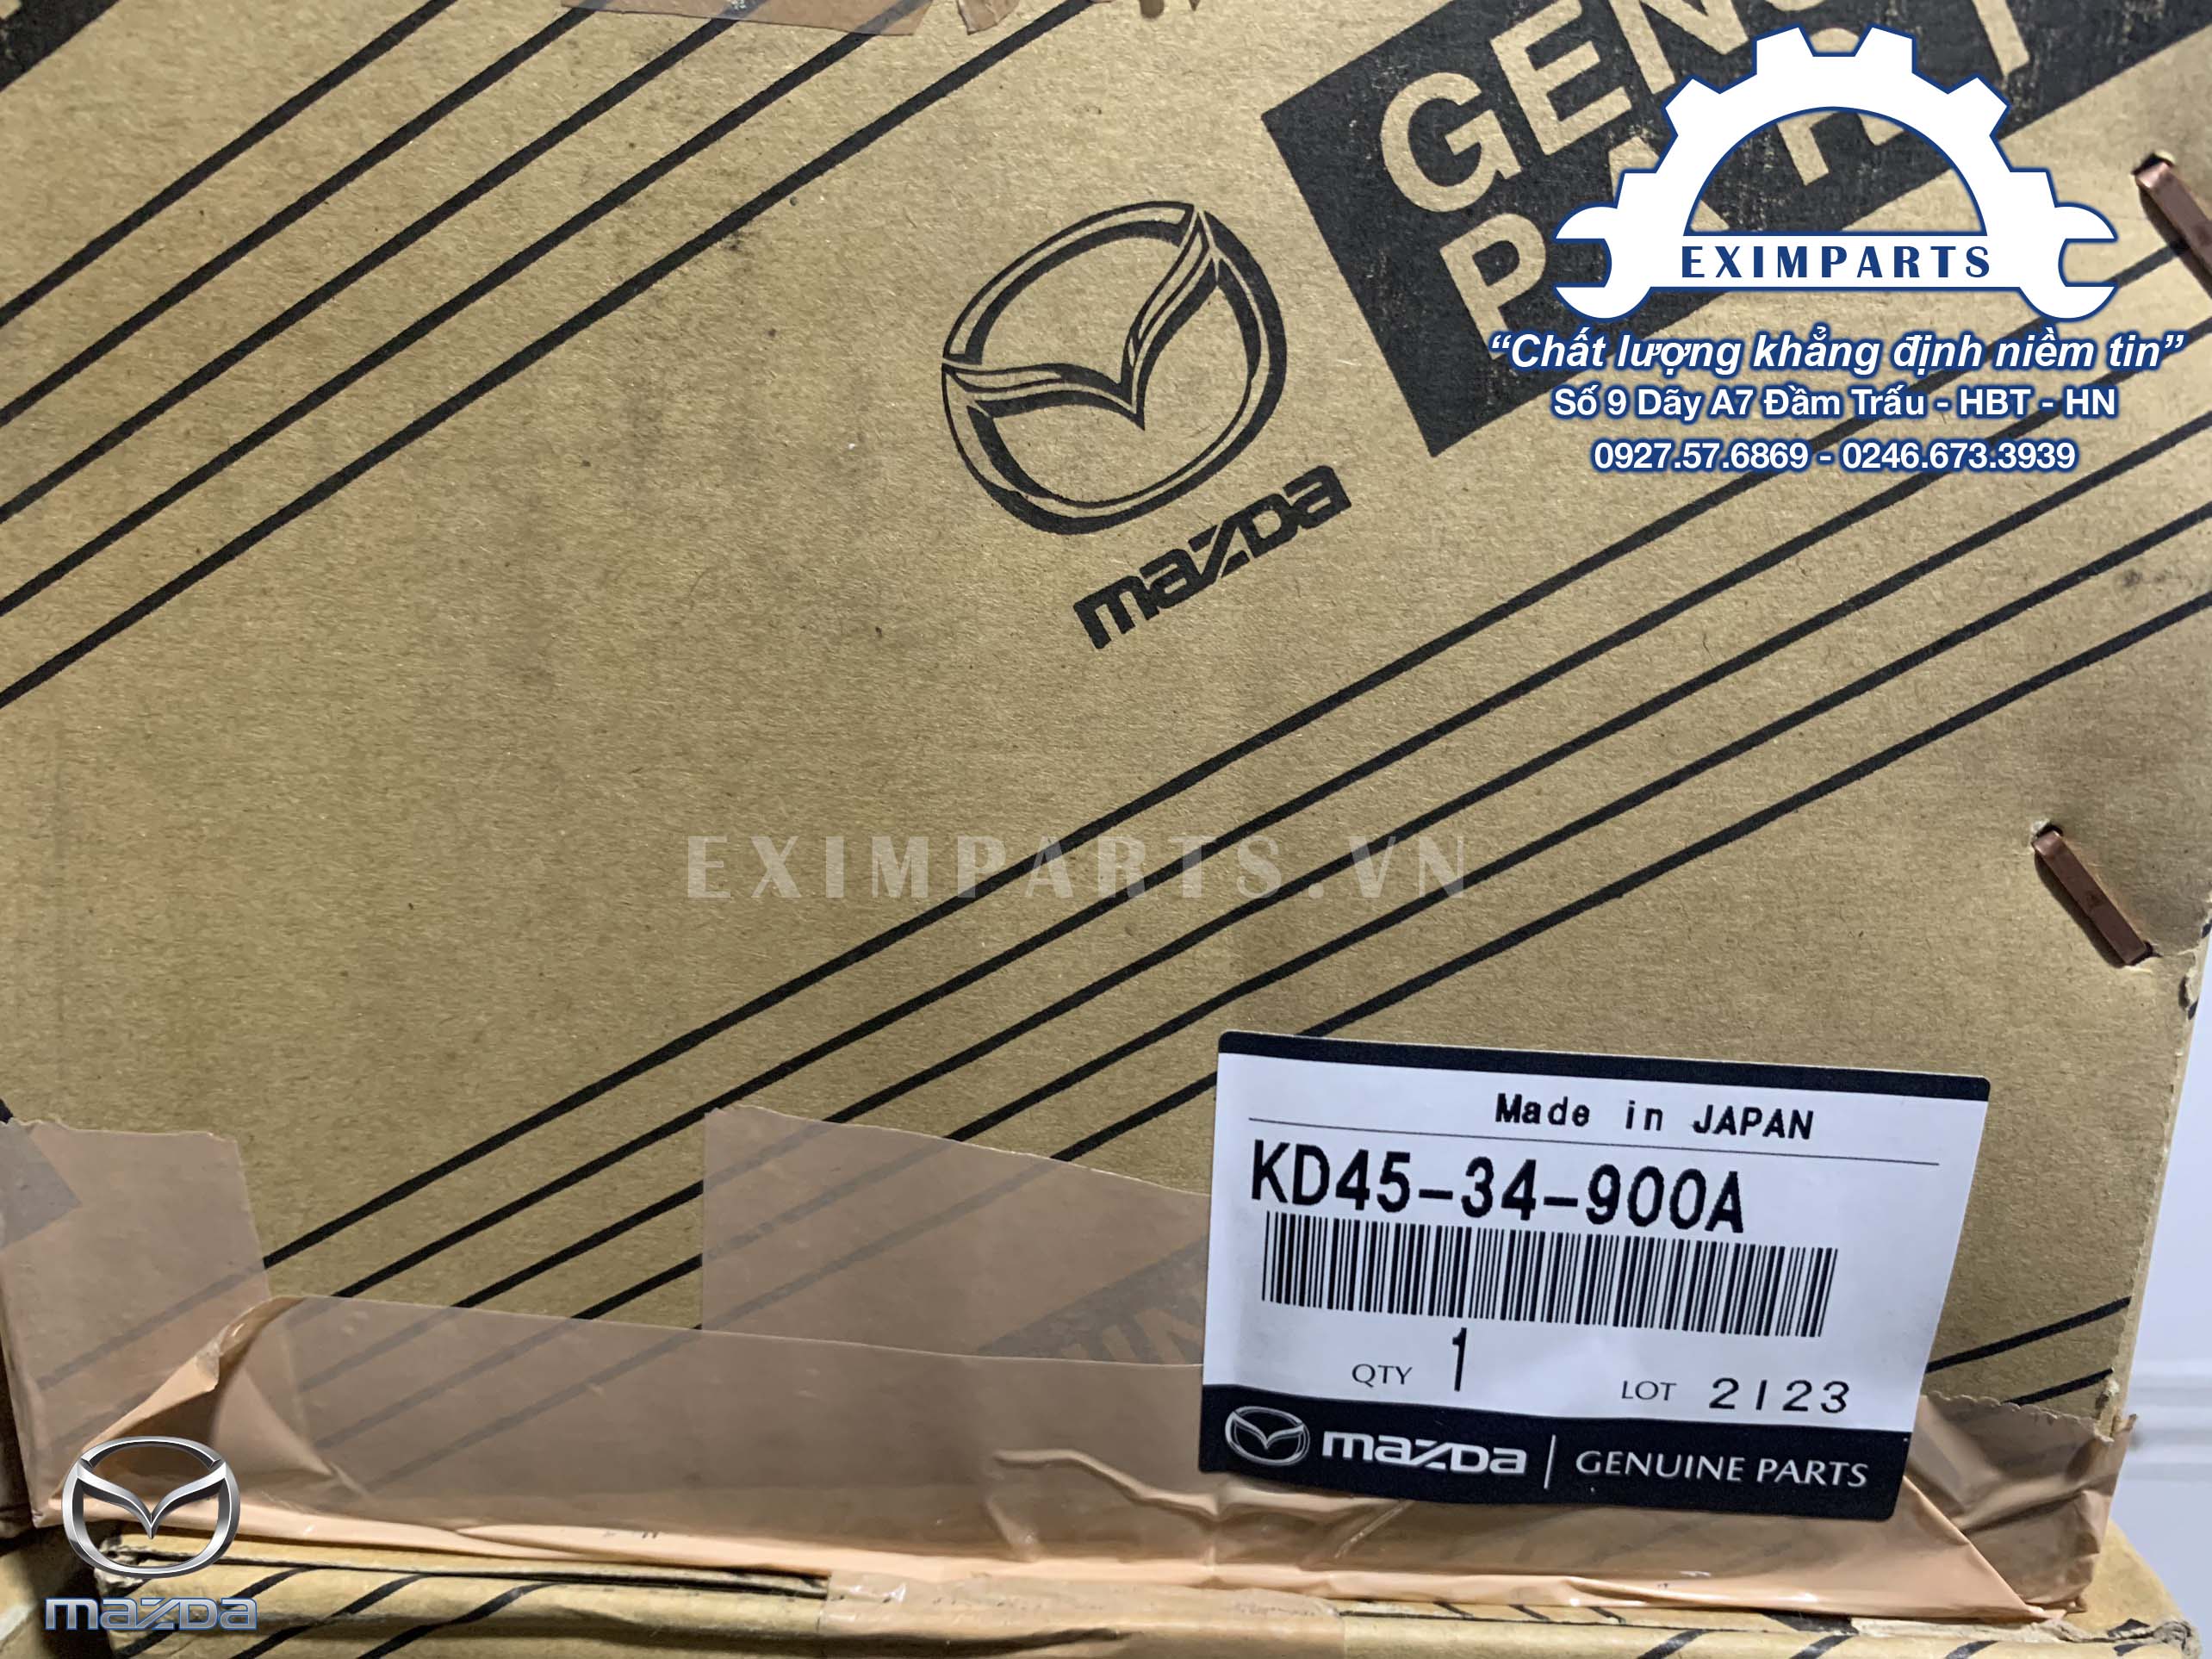 GENU
PART
EXIMPARTS
“Chất lượng khẳng định niềm tin”
Số 9 Dãy A7 Đầm Trấu - HBT - HN
0927.57.6869 - 0246.673.3939
mazda
EXIMPARTS.VN
Made in JAPAN
KD45-34-900A
QTY 1
LOT 2123
mazda | GENUINE PARTS
mazda